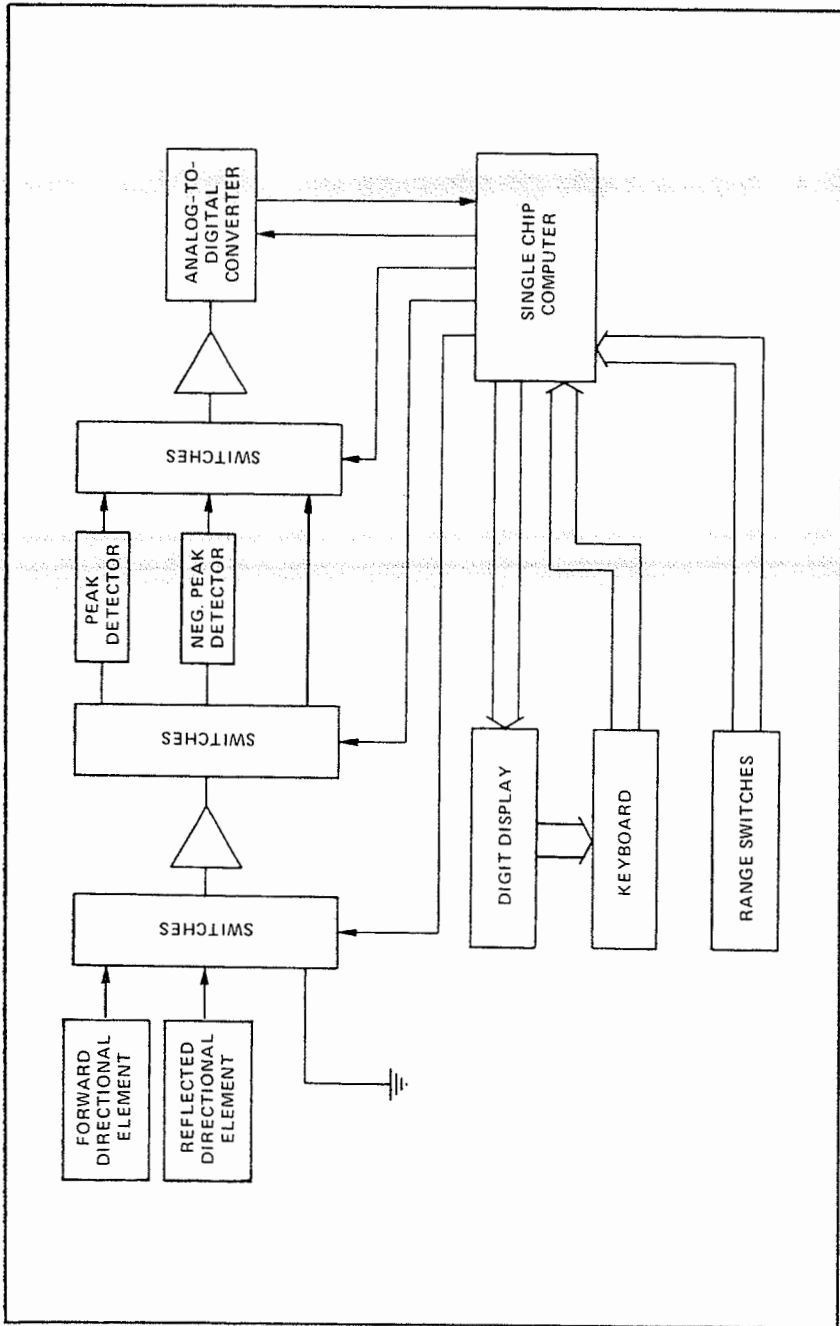 FORWARD
DIRECTIONAL
ELEMENT
REFLECTED
DIRECTIONAL
ELEMENT
SWITCHES
SWITCHES
PEAK
DETECTOR
NEG. PEAK
DETECTOR
SWITCHES
ANALOG-TO-
DIGITAL
CONVERTER
SINGLE CHIP
COMPUTER
DIGIT DISPLAY
KEYBOARD
RANGE SWITCHES